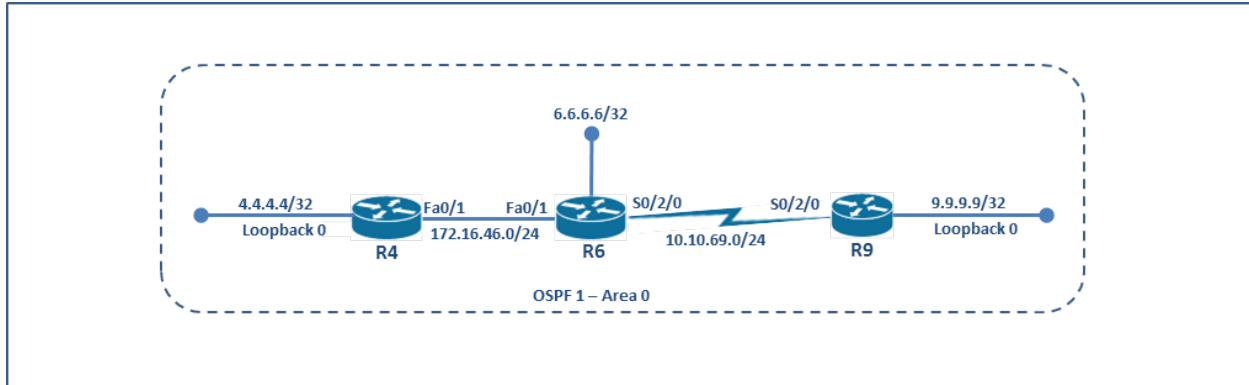 6.6.6.6/32
4.4.4.4/32
Fa0/1
Fa0/1
S0/2/0
S0/2/0
9.9.9.9/32
Loopback 0
172.16.46.0/24
10.10.69.0/24
Loopback 0
R4
R6
R9
OSPF 1 – Area 0